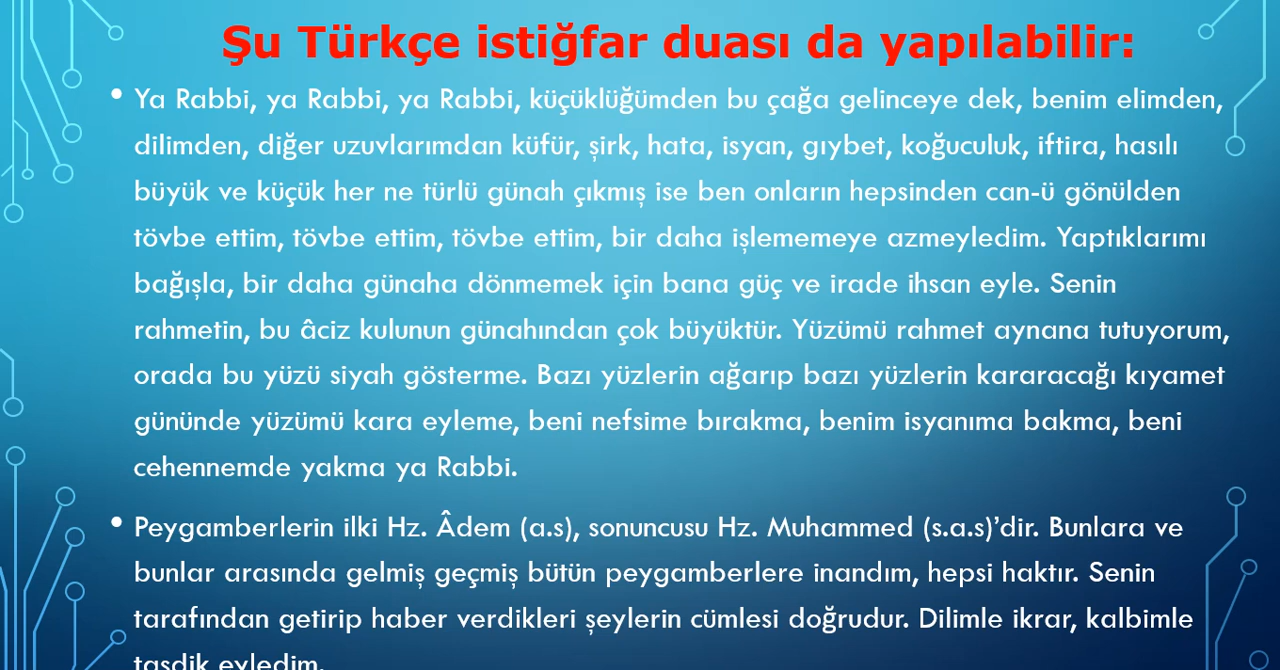 Şu Türkçe istiğfar duası da yapılabilir:
• Ya Rabbi, ya Rabbi, ya Rabbi, küçüklüğümden bu çağa gelinceye dek, benim elimden,
dilimden, diğer uzuvlarımdan küfür, şirk, hata, isyan, gıybet, koğuculuk, iftira, hasılı
büyük ve küçük her ne türlü günah çıkmış ise ben onların hepsinden can-ü gönülden
tövbe ettim, tövbe ettim, tövbe ettim, bir daha işlememeye azmeyledim. Yaptıklarımı
bağışla, bir daha günaha dönmemek için bana güç ve irade ihsan eyle. Senin
rahmetin, bu âciz kulunun günahından çok büyüktür. Yüzümü rahmet aynana tutuyorum,
orada bu yüzü siyah gösterme. Bazı yüzlerin ağarıp bazı yüzlerin kararacağı kıyamet
gününde yüzümü kara eyleme, beni nefsime bırakma, benim isyanıma bakma, beni
cehennemde yakma ya Rabbi.
• Peygamberlerin ilki Hz. Âdem (a.s), sonuncusu Hz. Muhammed (s.a.s)’dir. Bunlara ve
bunlar arasında gelmiş geçmiş bütün peygamberlere inandım, hepsi haktır. Senin
tarafından getirip haber verdikleri şeylerin cümlesi doğrudur. Dilimle ikrar, kalbimle
tasdik eyledim.